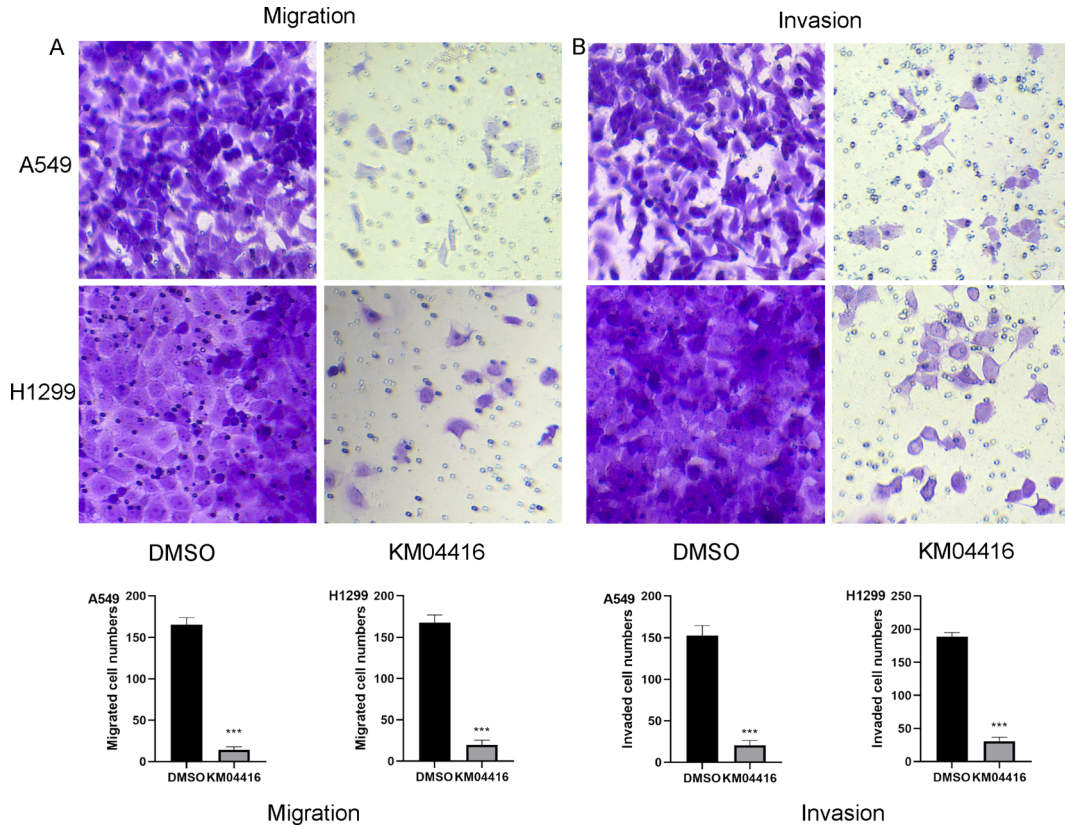 Migration
Invasion
A
B
A549
H1299
DMSO
KM04416
DMSO
KM04416
A549
Migrated cell numbers
200
150
100
50
0
***
DMSO KM04416
H1299
Migrated cell numbers
200
150
100
50
0
***
DMSO KM04416
A549
Invaded cell numbers
200
150
100
50
0
***
DMSO KM04416
H1299
Invaded cell numbers
250
200
150
100
50
0
***
DMSO KM04416
Migration
Invasion